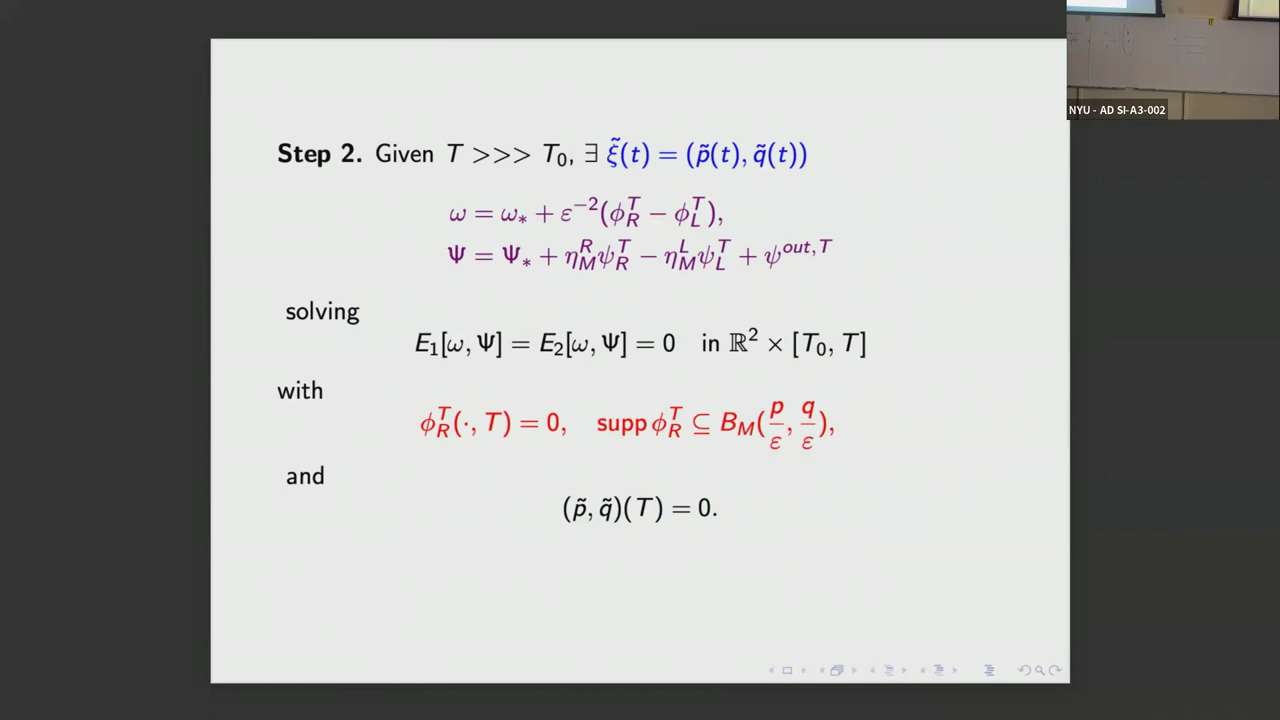 NYU - AD SI-A3-002
Step 2. Given T >>> T₀, ∃ ξ̃(t) = (p̃(t), q̃(t))
ω = ω∗ + ε⁻²(ϕ_R^T − ϕ_L^T),
Ψ = Ψ∗ + η_M^R ψ_R^T − η_M^L ψ_L^T + ψ^{out,T}
solving
E₁[ω, Ψ] = E₂[ω, Ψ] = 0 in ℝ² × [T₀, T]
with
ϕ_R^T(·, T) = 0, supp ϕ_R^T ⊆ B_M(p/ε, q/ε),
and
(p̃, q̃)(T) = 0.